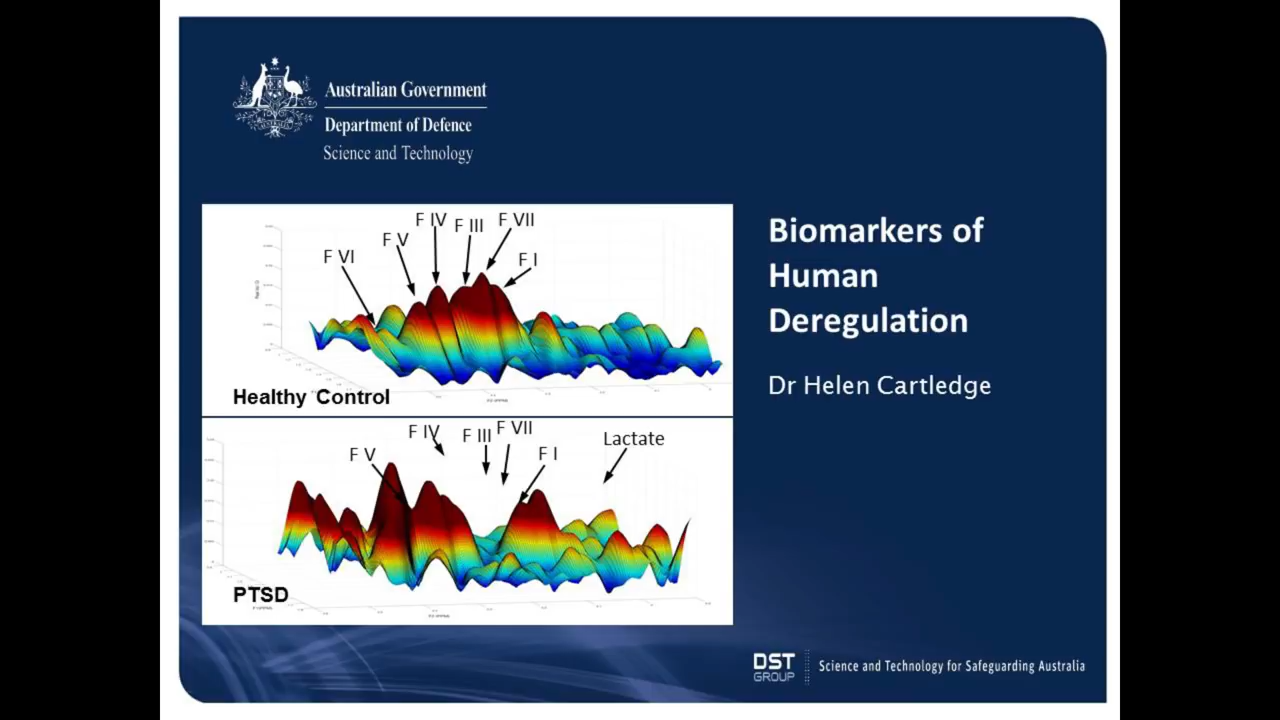 Australian Government
Department of Defence
Science and Technology
F IV
F III
F VII
F V
F VI
F I
Healthy Control
F IV
F III
F VII
Lactate
F V
F I
PTSD
Biomarkers of
Human
Deregulation
Dr Helen Cartledge
DST
GROUP
Science and Technology for Safeguarding Australia